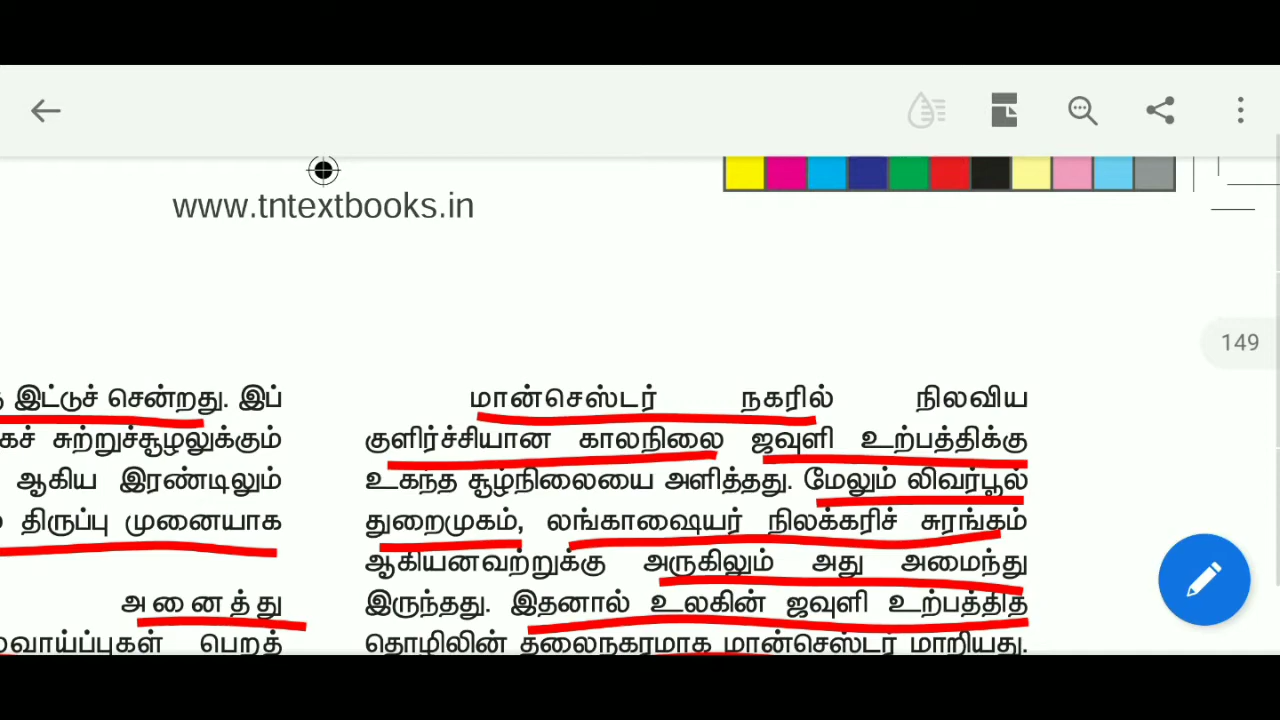 www.tntextbooks.in
149
இட்டுச் சென்றது. இப்
சுற்றுச்சூழலுக்கும்
ஆகிய இரண்டிலும்
திருப்பு முனையாக
அனைத்து
பெறத்
மான்செஸ்டர் நகரில் நிலவிய
குளிர்ச்சியான காலநிலை ஜவுளி உற்பத்திக்கு
உகந்த சூழ்நிலையை அளித்தது. மேலும் லிவர்பூல்
துறைமுகம், லங்காஷையர் நிலக்கரிச் சுரங்கம்
ஆகியனவற்றுக்கு அருகிலும் அது அமைந்து
இருந்தது. இதனால் உலகின் ஜவுளி உற்பத்தித்
தொழிலின் தலைநகரமாக மான்செஸ்டர் மாறியது.